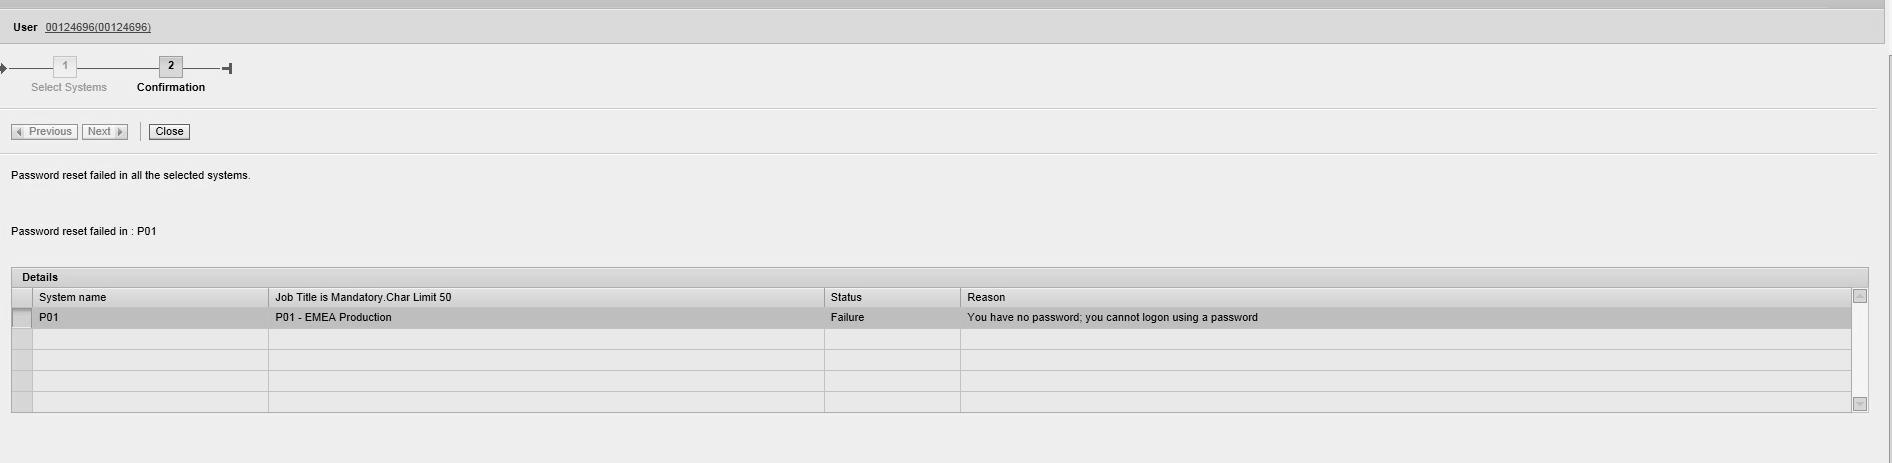 User 00124696(00124696)
1 2
Select Systems Confirmation
Previous Next Close
Password reset failed in all the selected systems.
Password reset failed in : P01
Details
System name Job Title is Mandatory.Char Limit 50 Status Reason
P01 P01 - EMEA Production Failure You have no password; you cannot logon using a password